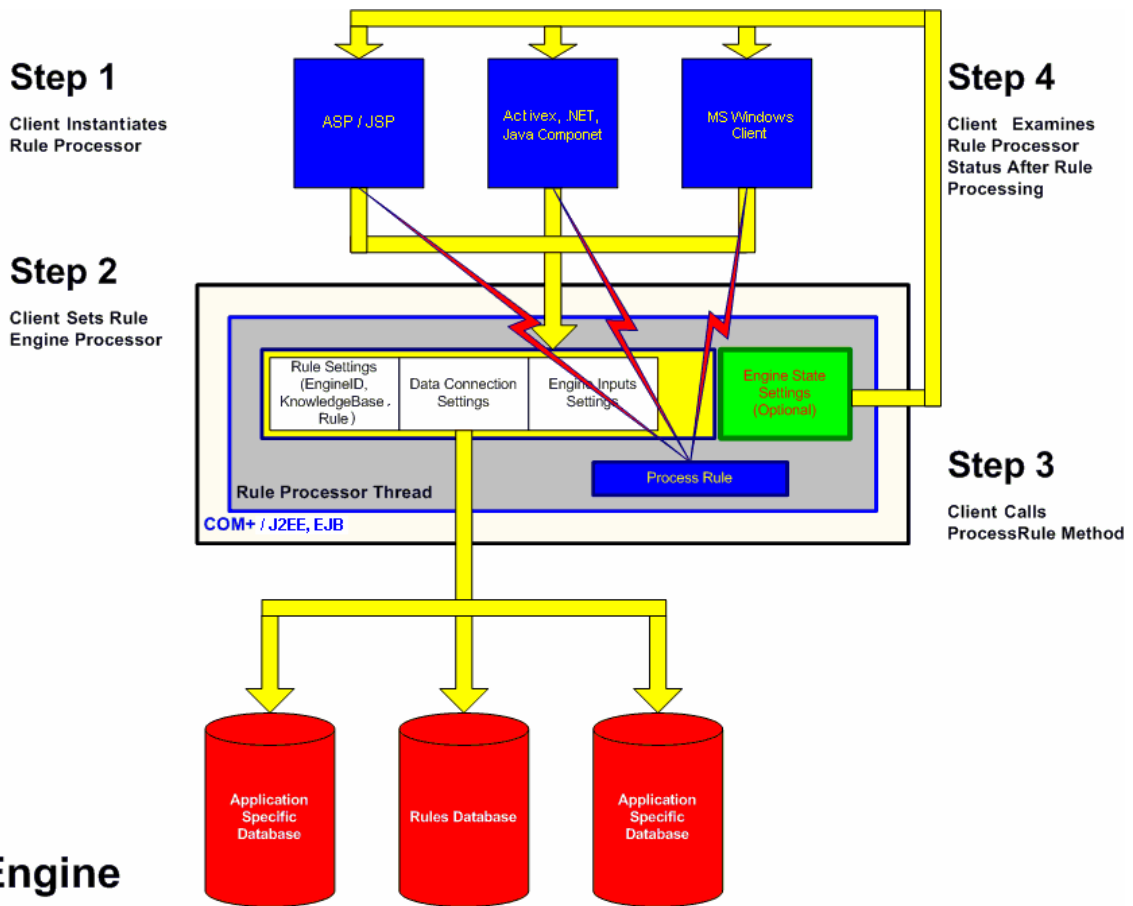 Step 1
Client Instantiates
Rule Processor
ASP / JSP
Activex, .NET,
Java Componet
MS Windows
Client
Step 4
Client Examines
Rule Processor
Status After Rule
Processing
Step 2
Client Sets Rule
Engine Processor
Rule Settings
(EngineID,
KnowledgeBase,
Rule)
Data Connection
Settings
Engine Inputs
Settings
Engine State
Settings
(Optional)
Process Rule
Rule Processor Thread
COM+ / J2EE, EJB
Step 3
Client Calls
ProcessRule Method
Application
Specific
Database
Rules Database
Application
Specific
Database
Engine